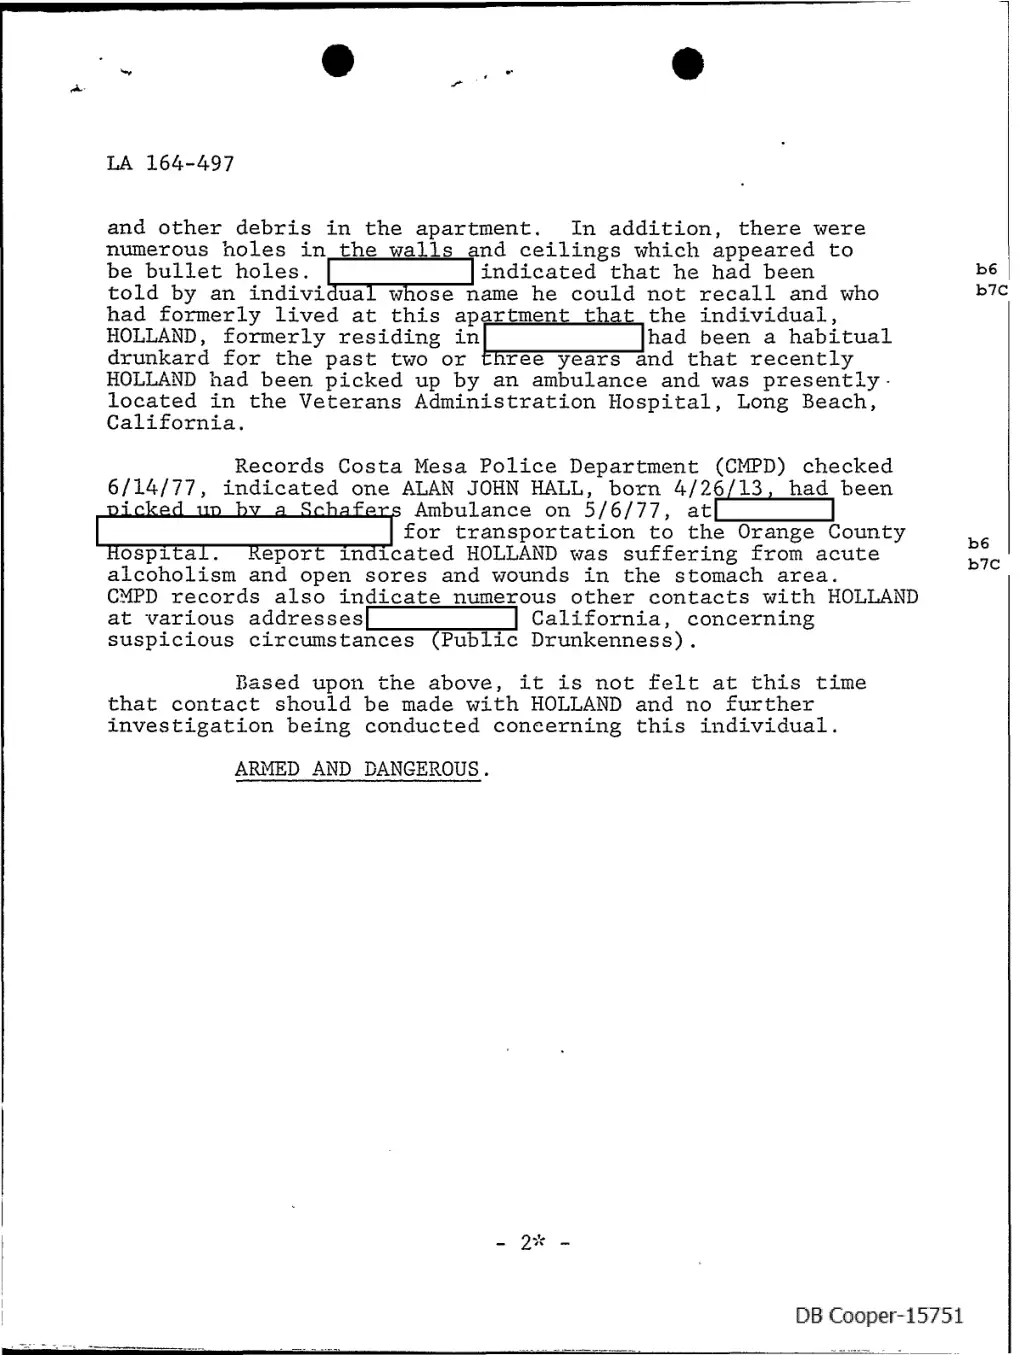 LA 164-497
and other debris in the apartment. In addition, there were
numerous holes in the walls and ceilings which appeared to
be bullet holes. indicated that he had been
b6
told by an individual whose name he could not recall and who
b7C
had formerly lived at this apartment that the individual,
HOLLAND, formerly residing in had been a habitual
drunkard for the past two or three years and that recently
HOLLAND had been picked up by an ambulance and was presently
located in the Veterans Administration Hospital, Long Beach,
California.
Records Costa Mesa Police Department (CMPD) checked
6/14/77, indicated one ALAN JOHN HALL, born 4/26/13, had been
picked up by a Schafers Ambulance on 5/6/77, at
for transportation to the Orange County
b6
Hospital. Report indicated HOLLAND was suffering from acute
b7C
alcoholism and open sores and wounds in the stomach area.
CMPD records also indicate numerous other contacts with HOLLAND
at various addresses California, concerning
suspicious circumstances (Public Drunkenness).
Based upon the above, it is not felt at this time
that contact should be made with HOLLAND and no further
investigation being conducted concerning this individual.
ARMED AND DANGEROUS.
- 2* -
DB Cooper-15751